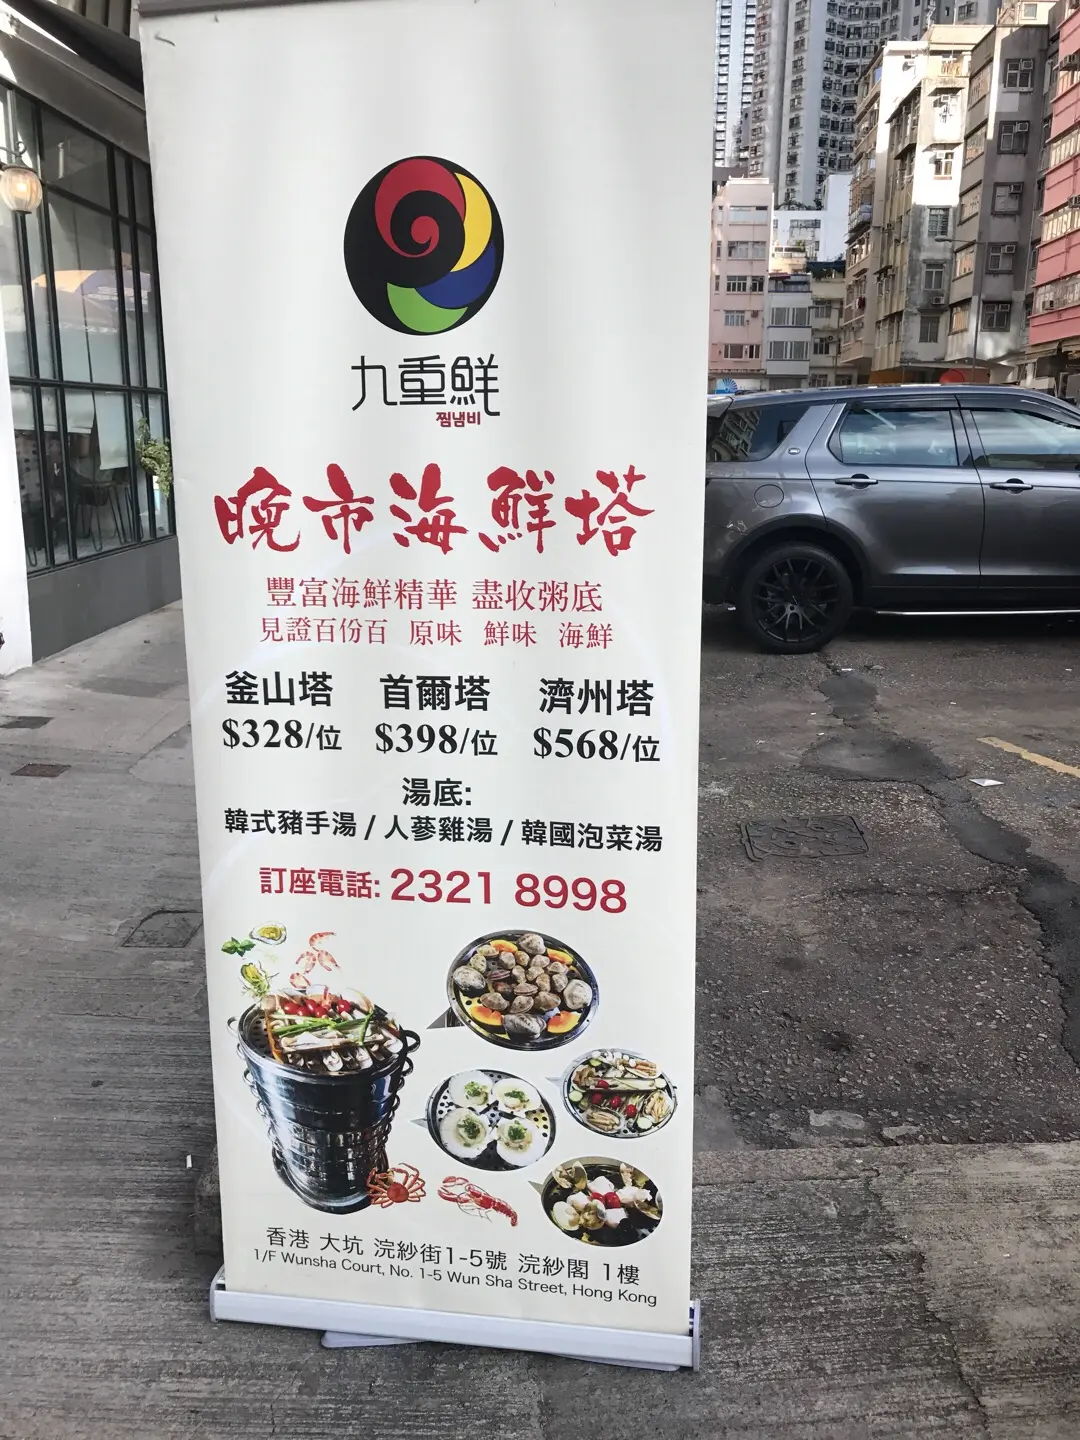 九重鮮
찜냄비
晚市海鮮塔
豐富海鮮精華 盡收粥底
見證百份百 原味 鮮味 海鮮
釜山塔 首爾塔 濟州塔
$328/位 $398/位 $568/位
湯底:
韓式豬手湯 / 人蔘雞湯 / 韓國泡菜湯
訂座電話: 2321 8998
香港 大坑 浣紗街1-5號 浣紗閣 1樓
1/F Wunsha Court, No. 1-5 Wun Sha Street, Hong Kong